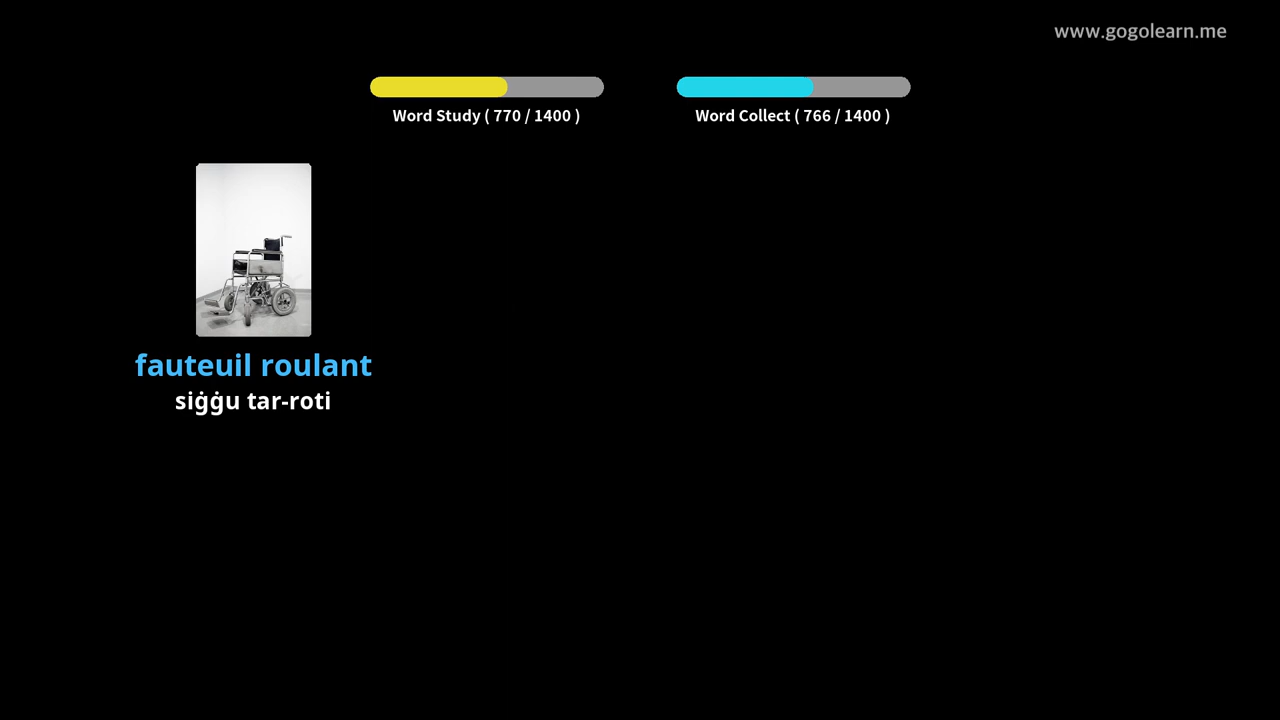 www.gogolearn.me
Word Study ( 770 / 1400 )
Word Collect ( 766 / 1400 )
fauteuil roulant
siġġu tar-roti